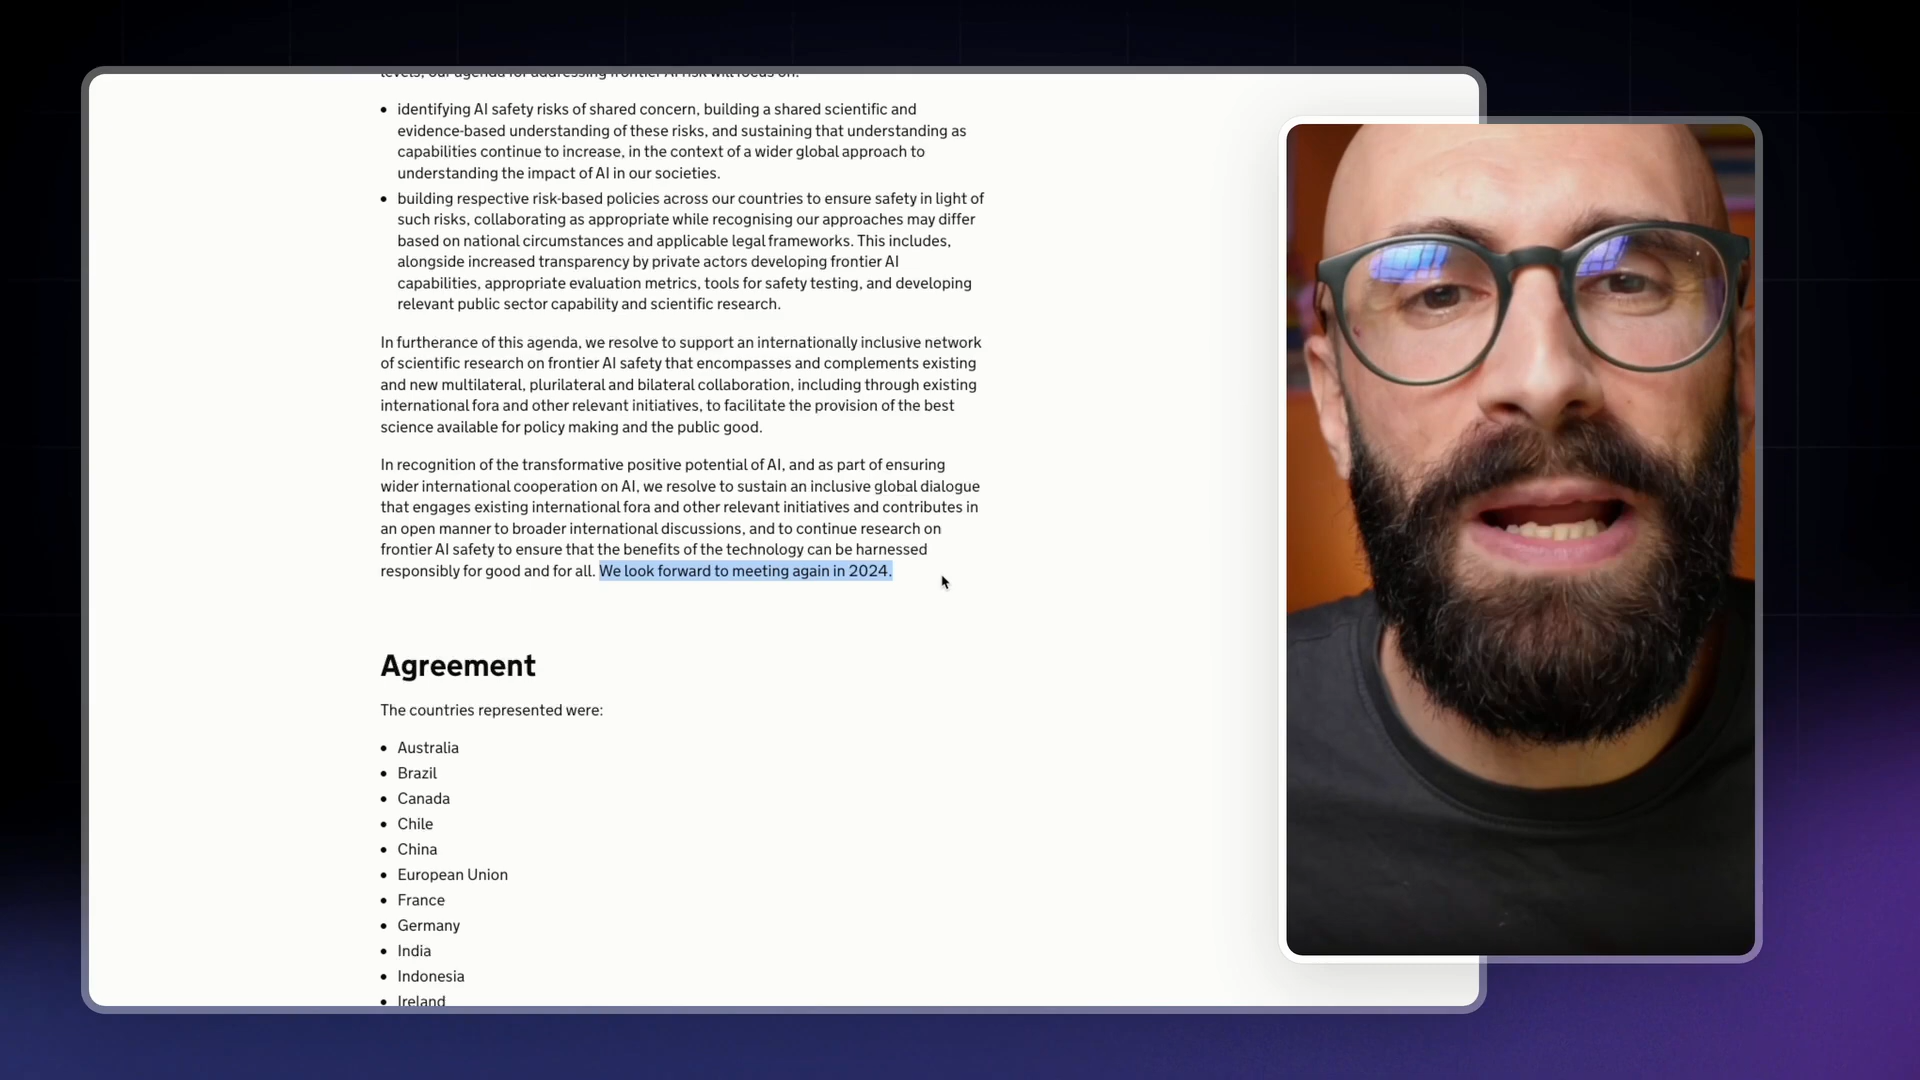 levels, our agenda for addressing frontier AI risk will focus on:
identifying AI safety risks of shared concern, building a shared scientific and
evidence-based understanding of these risks, and sustaining that understanding as
capabilities continue to increase, in the context of a wider global approach to
understanding the impact of AI in our societies.
building respective risk-based policies across our countries to ensure safety in light of
such risks, collaborating as appropriate while recognising our approaches may differ
based on national circumstances and applicable legal frameworks. This includes,
alongside increased transparency by private actors developing frontier AI
capabilities, appropriate evaluation metrics, tools for safety testing, and developing
relevant public sector capability and scientific research.
In furtherance of this agenda, we resolve to support an internationally inclusive network
of scientific research on frontier AI safety that encompasses and complements existing
and new multilateral, plurilateral and bilateral collaboration, including through existing
international fora and other relevant initiatives, to facilitate the provision of the best
science available for policy making and the public good.
In recognition of the transformative positive potential of AI, and as part of ensuring
wider international cooperation on AI, we resolve to sustain an inclusive global dialogue
that engages existing international fora and other relevant initiatives and contributes in
an open manner to broader international discussions, and to continue research on
frontier AI safety to ensure that the benefits of the technology can be harnessed
responsibly for good and for all. We look forward to meeting again in 2024.
Agreement
The countries represented were:
Australia
Brazil
Canada
Chile
China
European Union
France
Germany
India
Indonesia
Ireland